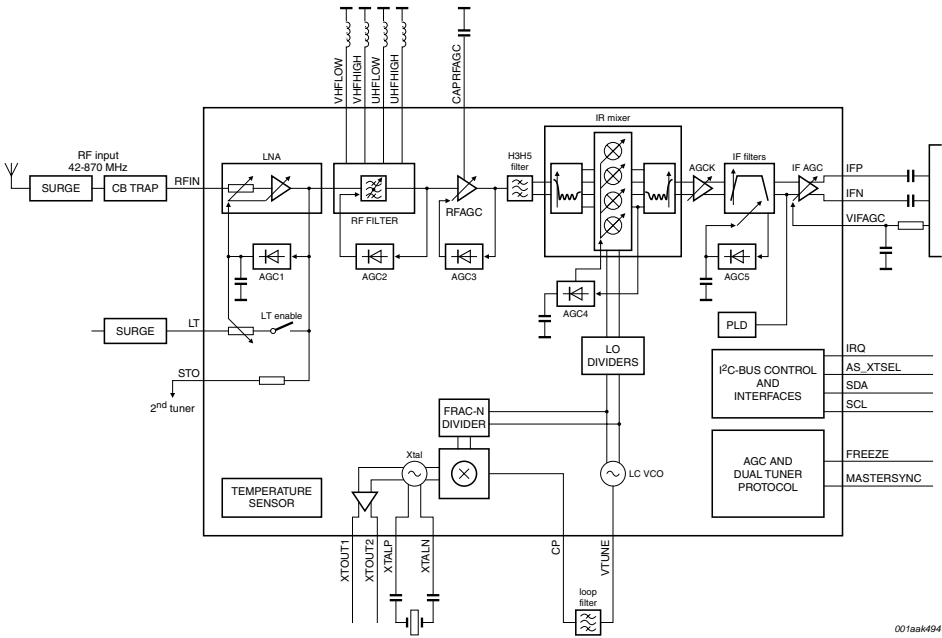 VHFLOW
VHFHIGH
UHFLOW
UHFHIGH
CAPRFAGC
RF input
42-870 MHz
SURGE
CB TRAP
RFIN
LNA
RF FILTER
RFAGC
H3H5
filter
IR mixer
AGCK
IF filters
IF AGC
IFP
IFN
VIFAGC
AGC1
AGC2
AGC3
AGC4
AGC5
PLD
SURGE
LT
LT enable
STO
2nd tuner
LO
DIVIDERS
I2C-BUS CONTROL
AND
INTERFACES
IRQ
AS_XTSEL
SDA
SCL
FRAC-N
DIVIDER
Xtal
LC VCO
TEMPERATURE
SENSOR
AGC AND
DUAL TUNER
PROTOCOL
FREEZE
MASTERSYNC
XTOUT1
XTOUT2
XTALP
XTALN
CP
VTUNE
loop
filter
001aak494